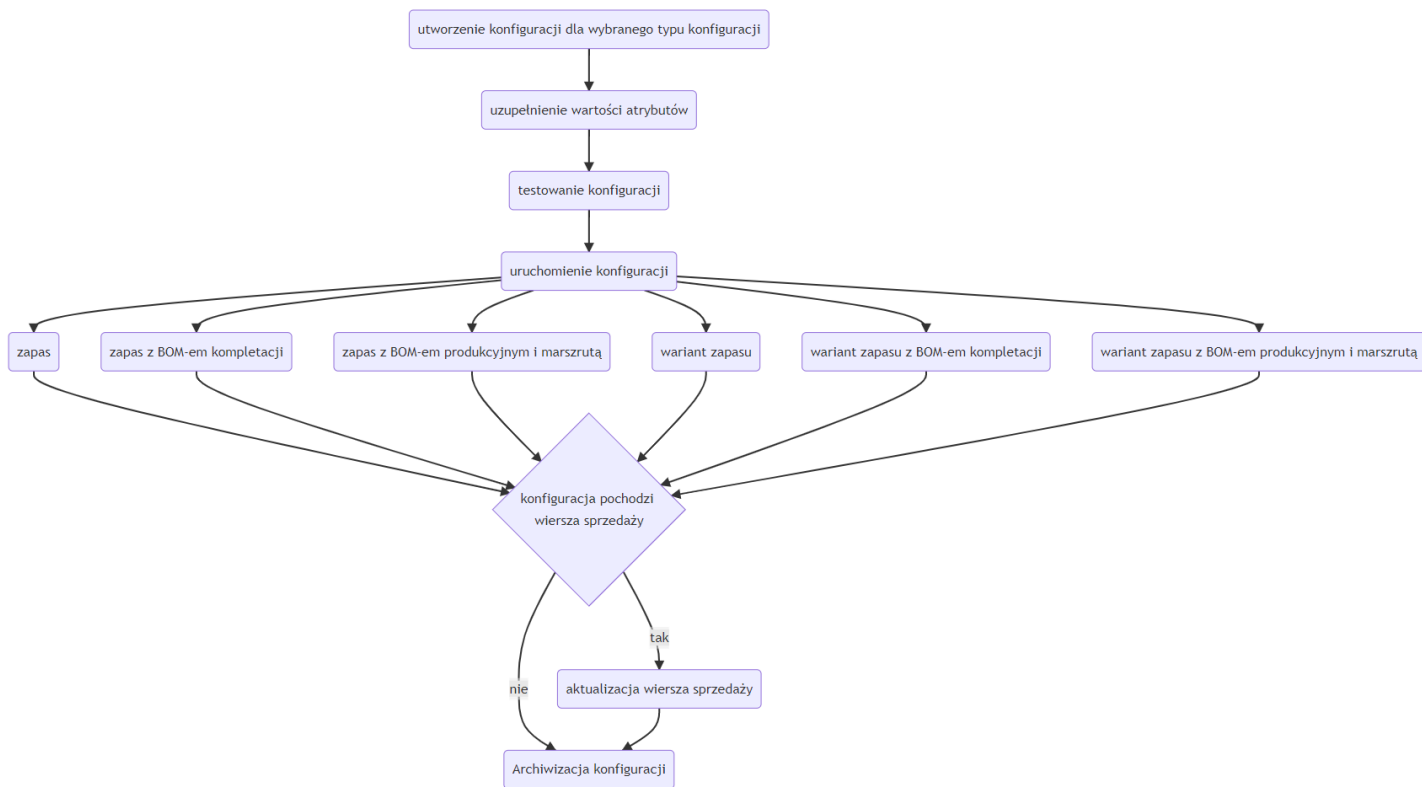 utworzenie konfiguracji dla wybranego typu konfiguracji
uzupełnienie wartości atrybutów
testowanie konfiguracji
uruchomienie konfiguracji
zapas
zapas z BOM-em kompletacji
zapas z BOM-em produkcyjnym i marszrutą
wariant zapasu
wariant zapasu z BOM-em kompletacji
wariant zapasu z BOM-em produkcyjnym i marszrutą
konfiguracja pochodzi
wiersza sprzedaży
tak
nie
aktualizacja wiersza sprzedaży
Archiwizacja konfiguracji